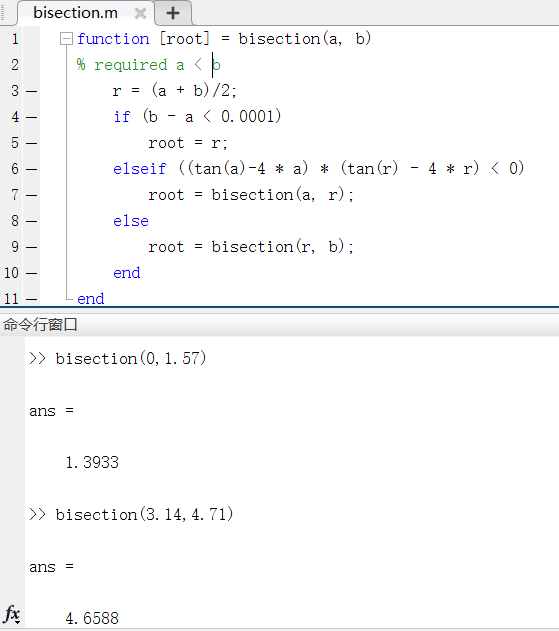 bisection.m
1 function [root] = bisection(a, b)
2 % required a < b
3 — r = (a + b)/2;
4 — if (b - a < 0.0001)
5 — root = r;
6 — elseif ((tan(a)-4 * a) * (tan(r) - 4 * r) < 0)
7 — root = bisection(a, r);
8 — else
9 — root = bisection(r, b);
10 — end
11 — end
命令行窗口
>> bisection(0,1.57)
ans =
1.3933
>> bisection(3.14,4.71)
ans =
fx 4.6588